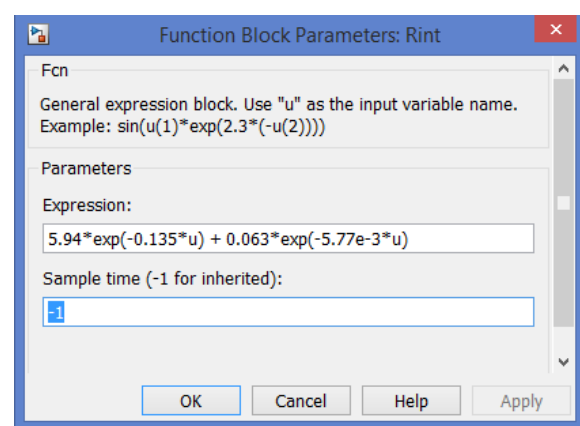 Function Block Parameters: Rint
Fcn
General expression block. Use "u" as the input variable name.
Example: sin(u(1)*exp(2.3*(-u(2))))
Parameters
Expression:
5.94*exp(-0.135*u) + 0.063*exp(-5.77e-3*u)
Sample time (-1 for inherited):
-1
OK Cancel Help Apply